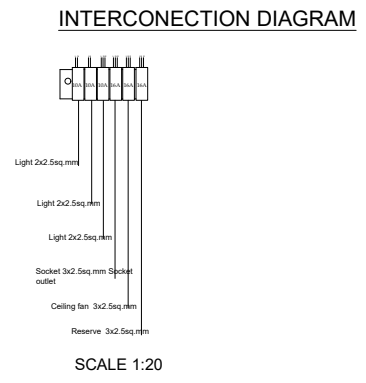 INTERCONECTION DIAGRAM
10A 10A 10A 16A 16A 16A
Light 2x2.5sq.mm
Light 2x2.5sq.mm
Light 2x2.5sq.mm
Socket 3x2.5sq.mm Socket
outlet
Ceiling fan 3x2.5sq.mm
Reserve 3x2.5sq.mm
SCALE 1:20